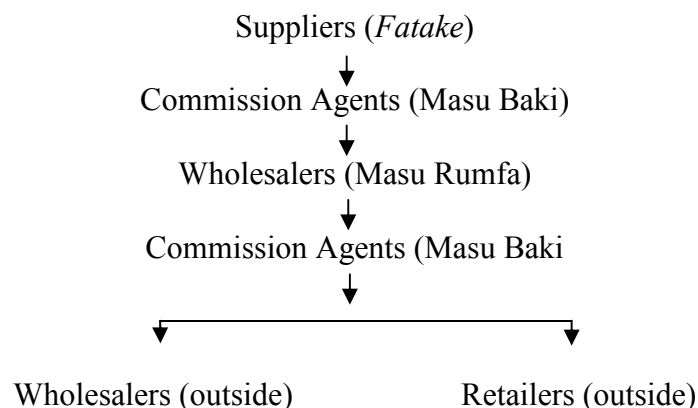 Suppliers (Fatake)
Commission Agents (Masu Baki)
Wholesalers (Masu Rumfa)
Commission Agents (Masu Baki
Wholesalers (outside) Retailers (outside)